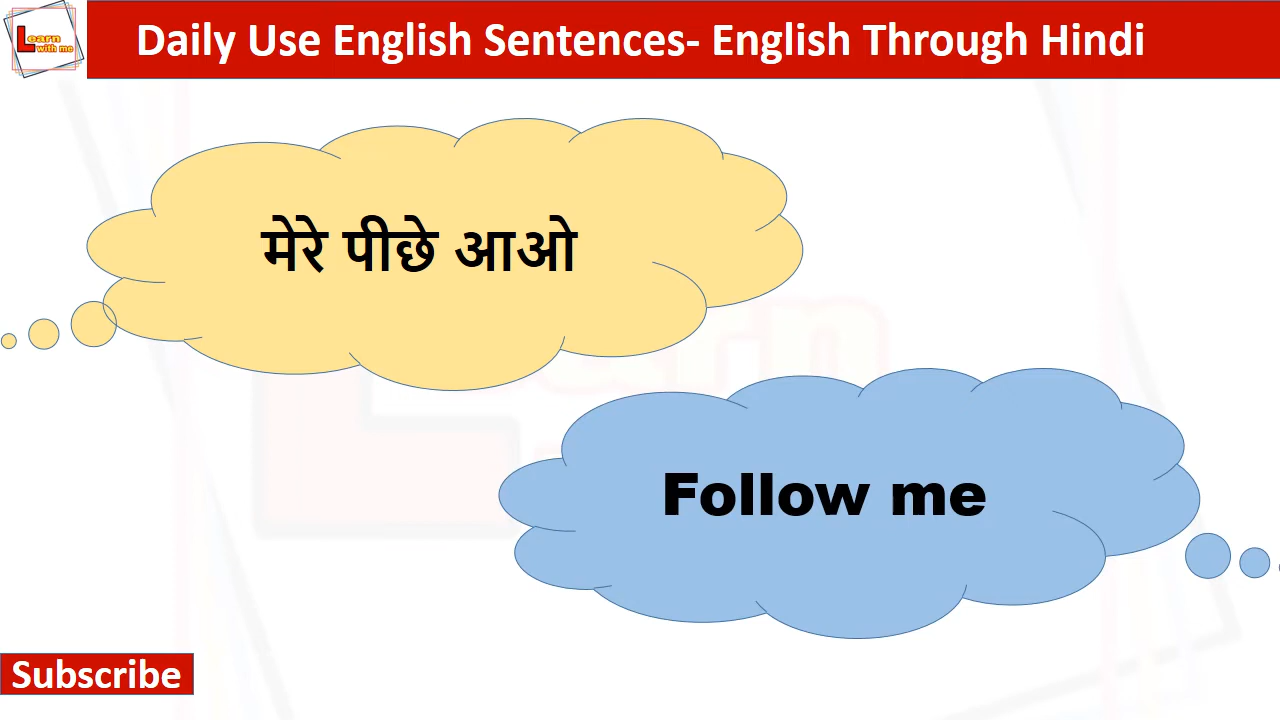 Learn
with me
Daily Use English Sentences- English Through Hindi
मेरे पीछे आओ
Follow me
Subscribe